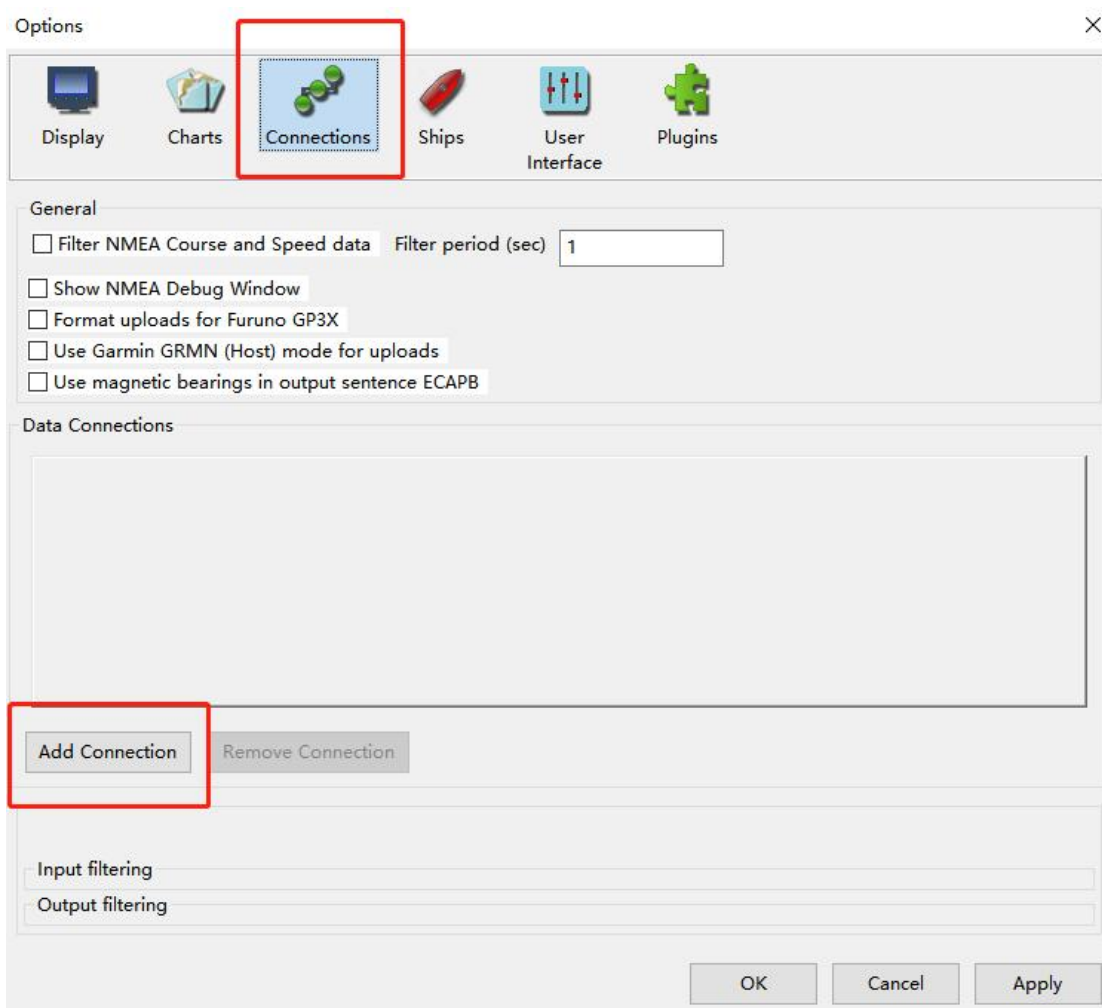 Options
Display
Charts
Connections
Ships
User
Interface
Plugins
General
Filter NMEA Course and Speed data
Filter period (sec)
1
Show NMEA Debug Window
Format uploads for Furuno GP3X
Use Garmin GRMN (Host) mode for uploads
Use magnetic bearings in output sentence ECAPB
Data Connections
Add Connection
Remove Connection
Input filtering
Output filtering
OK
Cancel
Apply